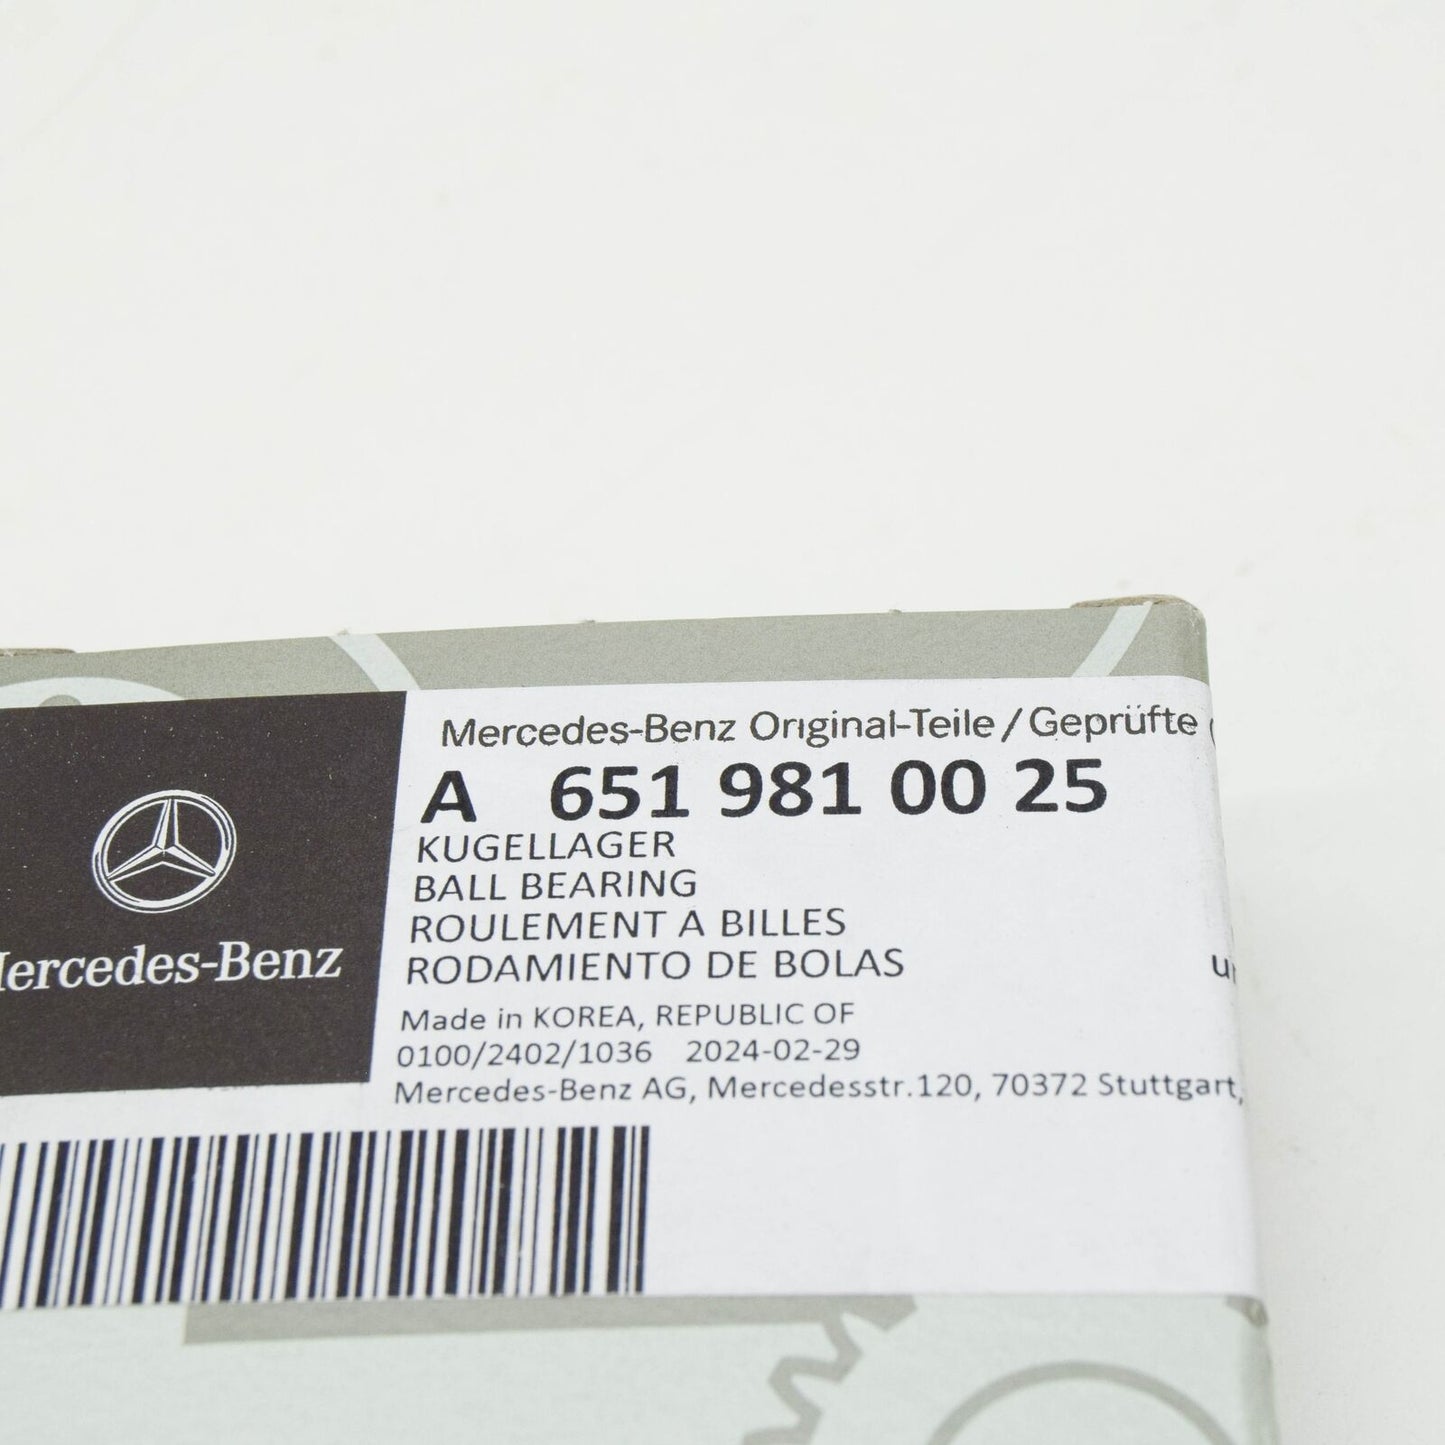 Mercedes-Benz Original-Teile / Geprüfte
A 651 981 00 25
KUGELLAGER
BALL BEARING
ROULEMENT A BILLES
RODAMIENTO DE BOLAS
Made in KOREA, REPUBLIC OF
0100/2402/1036 2024-02-29
Mercedes-Benz AG, Mercedesstr.120, 70372 Stuttgart,
Mercedes-Benz